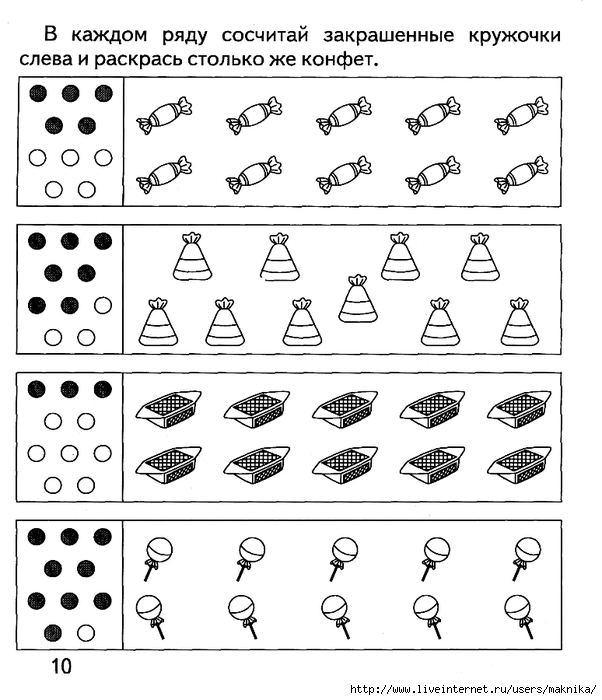 В каждом ряду сосчитай закрашенные кружочки
слева и раскрась столько же конфет.
10
http://www.liveinternet.ru/users/maknika/